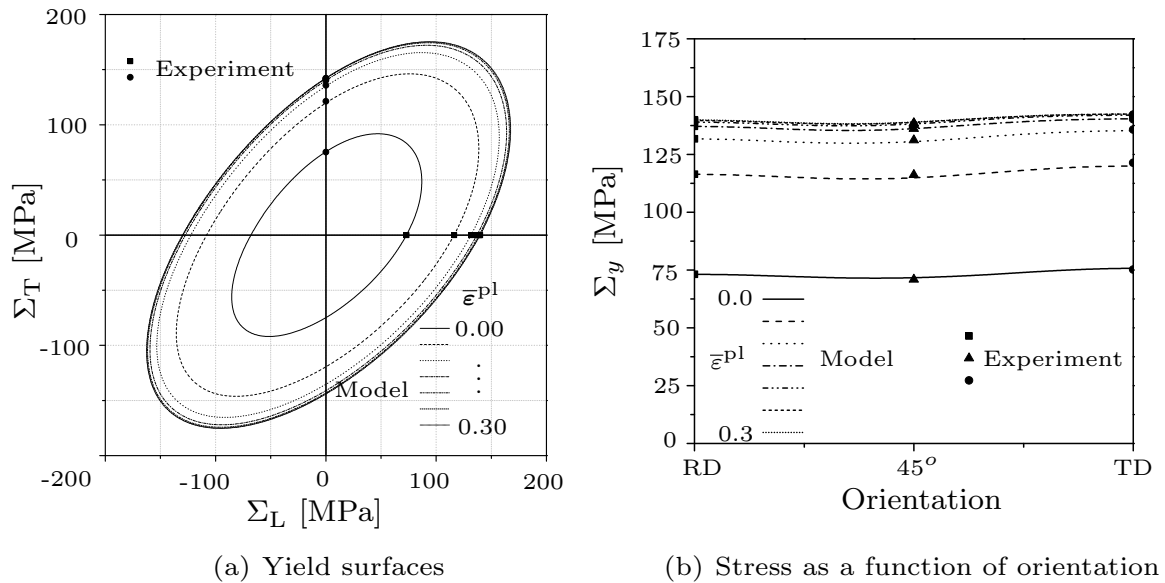 200
100
0
-100
-200
-100
0
100
200
Σ_T [MPa]
Σ_L [MPa]
Experiment
ε̅^pl
0.00
Model
0.30
(a) Yield surfaces
175
150
125
100
75
50
25
0
Σ_y [MPa]
0.0
ε̅^pl
Model
Experiment
0.3
RD
45^o
TD
Orientation
(b) Stress as a function of orientation